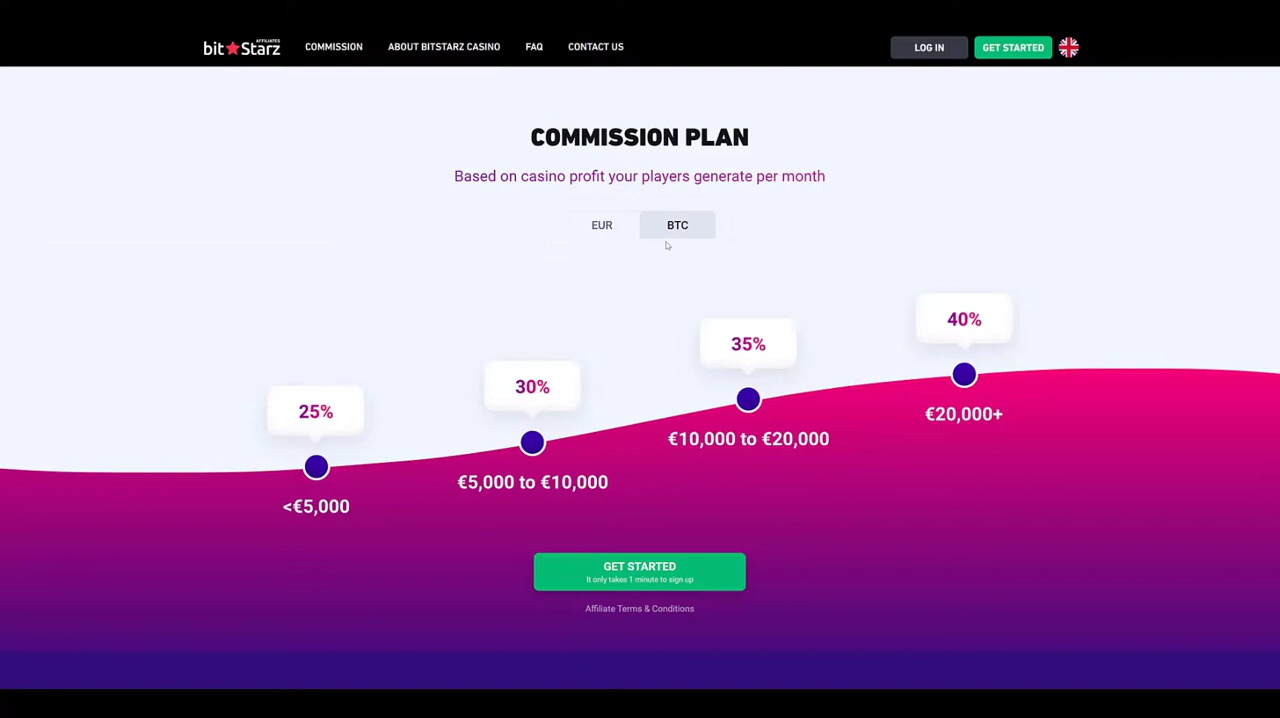 AFFILIATES
bit★Starz
COMMISSION
ABOUT BITSTARZ CASINO
FAQ
CONTACT US
LOG IN
GET STARTED
COMMISSION PLAN
Based on casino profit your players generate per month
EUR
BTC
25%
<€5,000
30%
€5,000 to €10,000
35%
€10,000 to €20,000
40%
€20,000+
GET STARTED
It only takes 1 minute to sign up
Affiliate Terms & Conditions